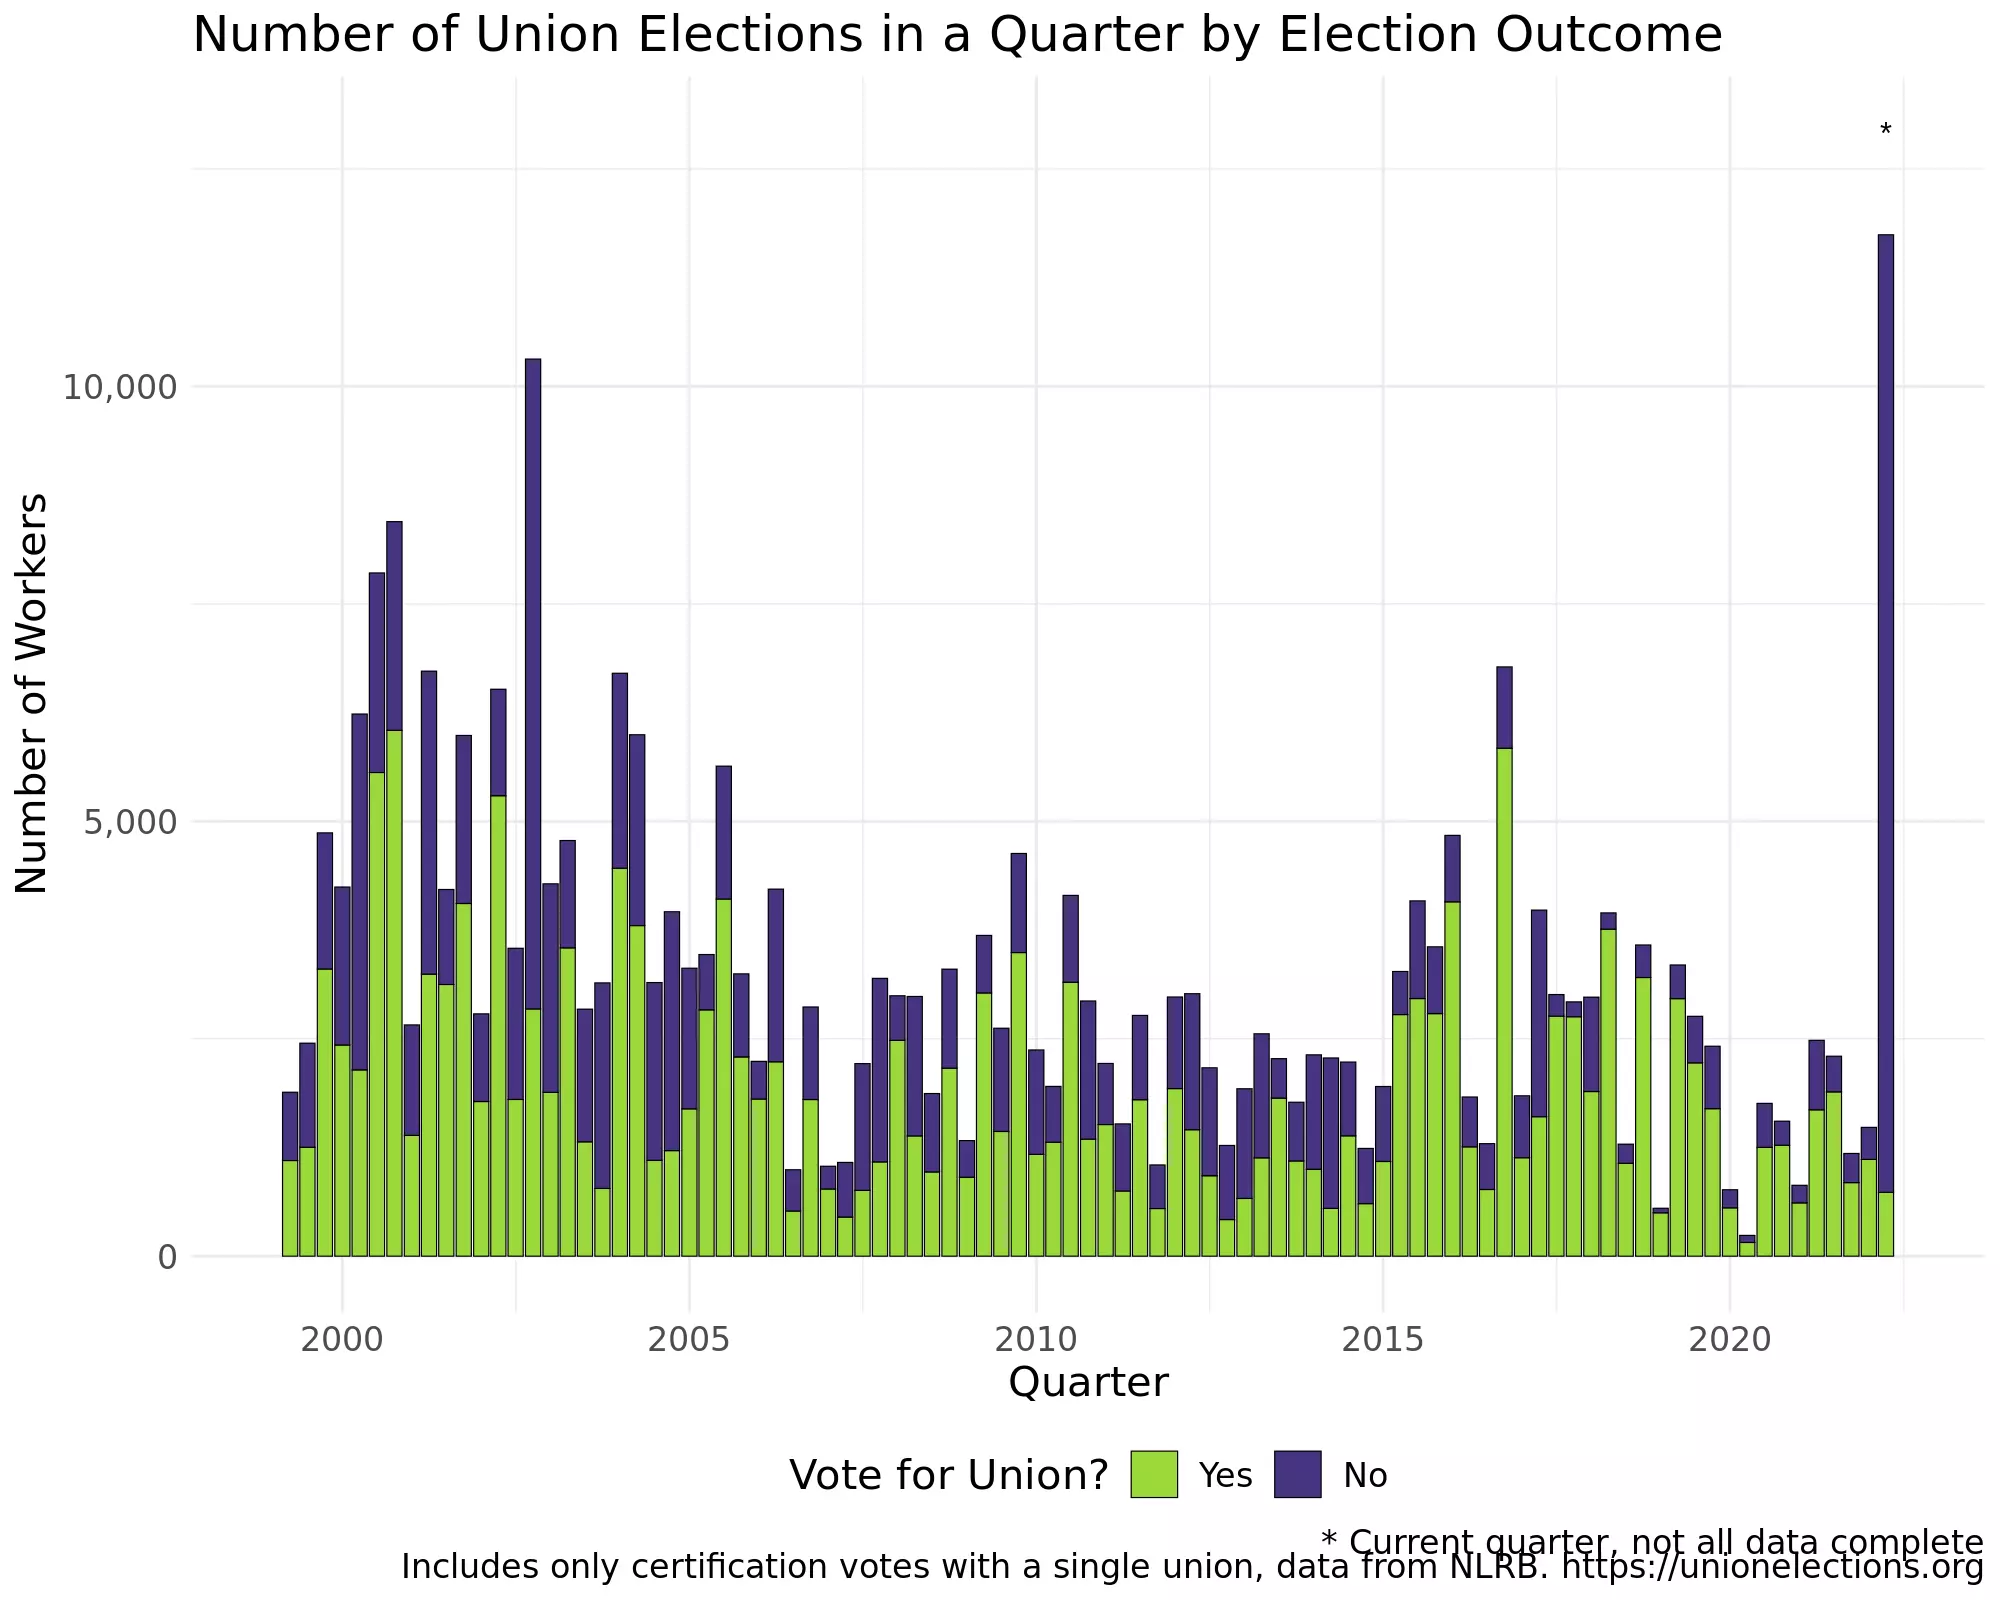 Number of Union Elections in a Quarter by Election Outcome
*
10,000
5,000
0
Number of Workers
2000 2005 2010 2015 2020
Quarter
Vote for Union? Yes No
* Current quarter, not all data complete
Includes only certification votes with a single union, data from NLRB. https://unionelections.org